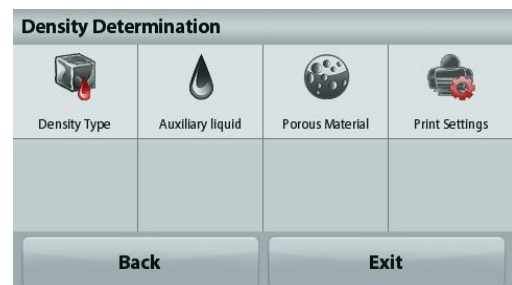 Density Determination
Density Type
Auxiliary liquid
Porous Material
Print Settings
Back
Exit